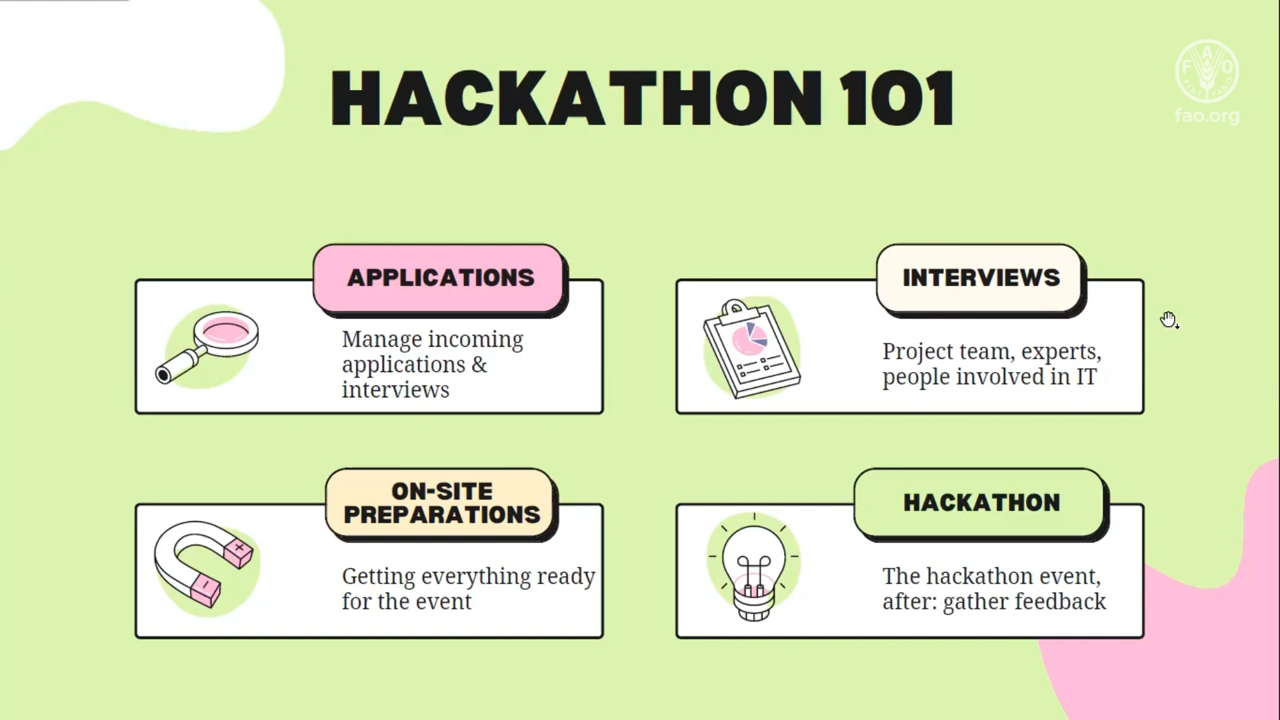 HACKATHON 101
F A O
fao.org
APPLICATIONS
Manage incoming
applications &
interviews
INTERVIEWS
Project team, experts,
people involved in IT
ON-SITE
PREPARATIONS
Getting everything ready
for the event
HACKATHON
The hackathon event,
after: gather feedback